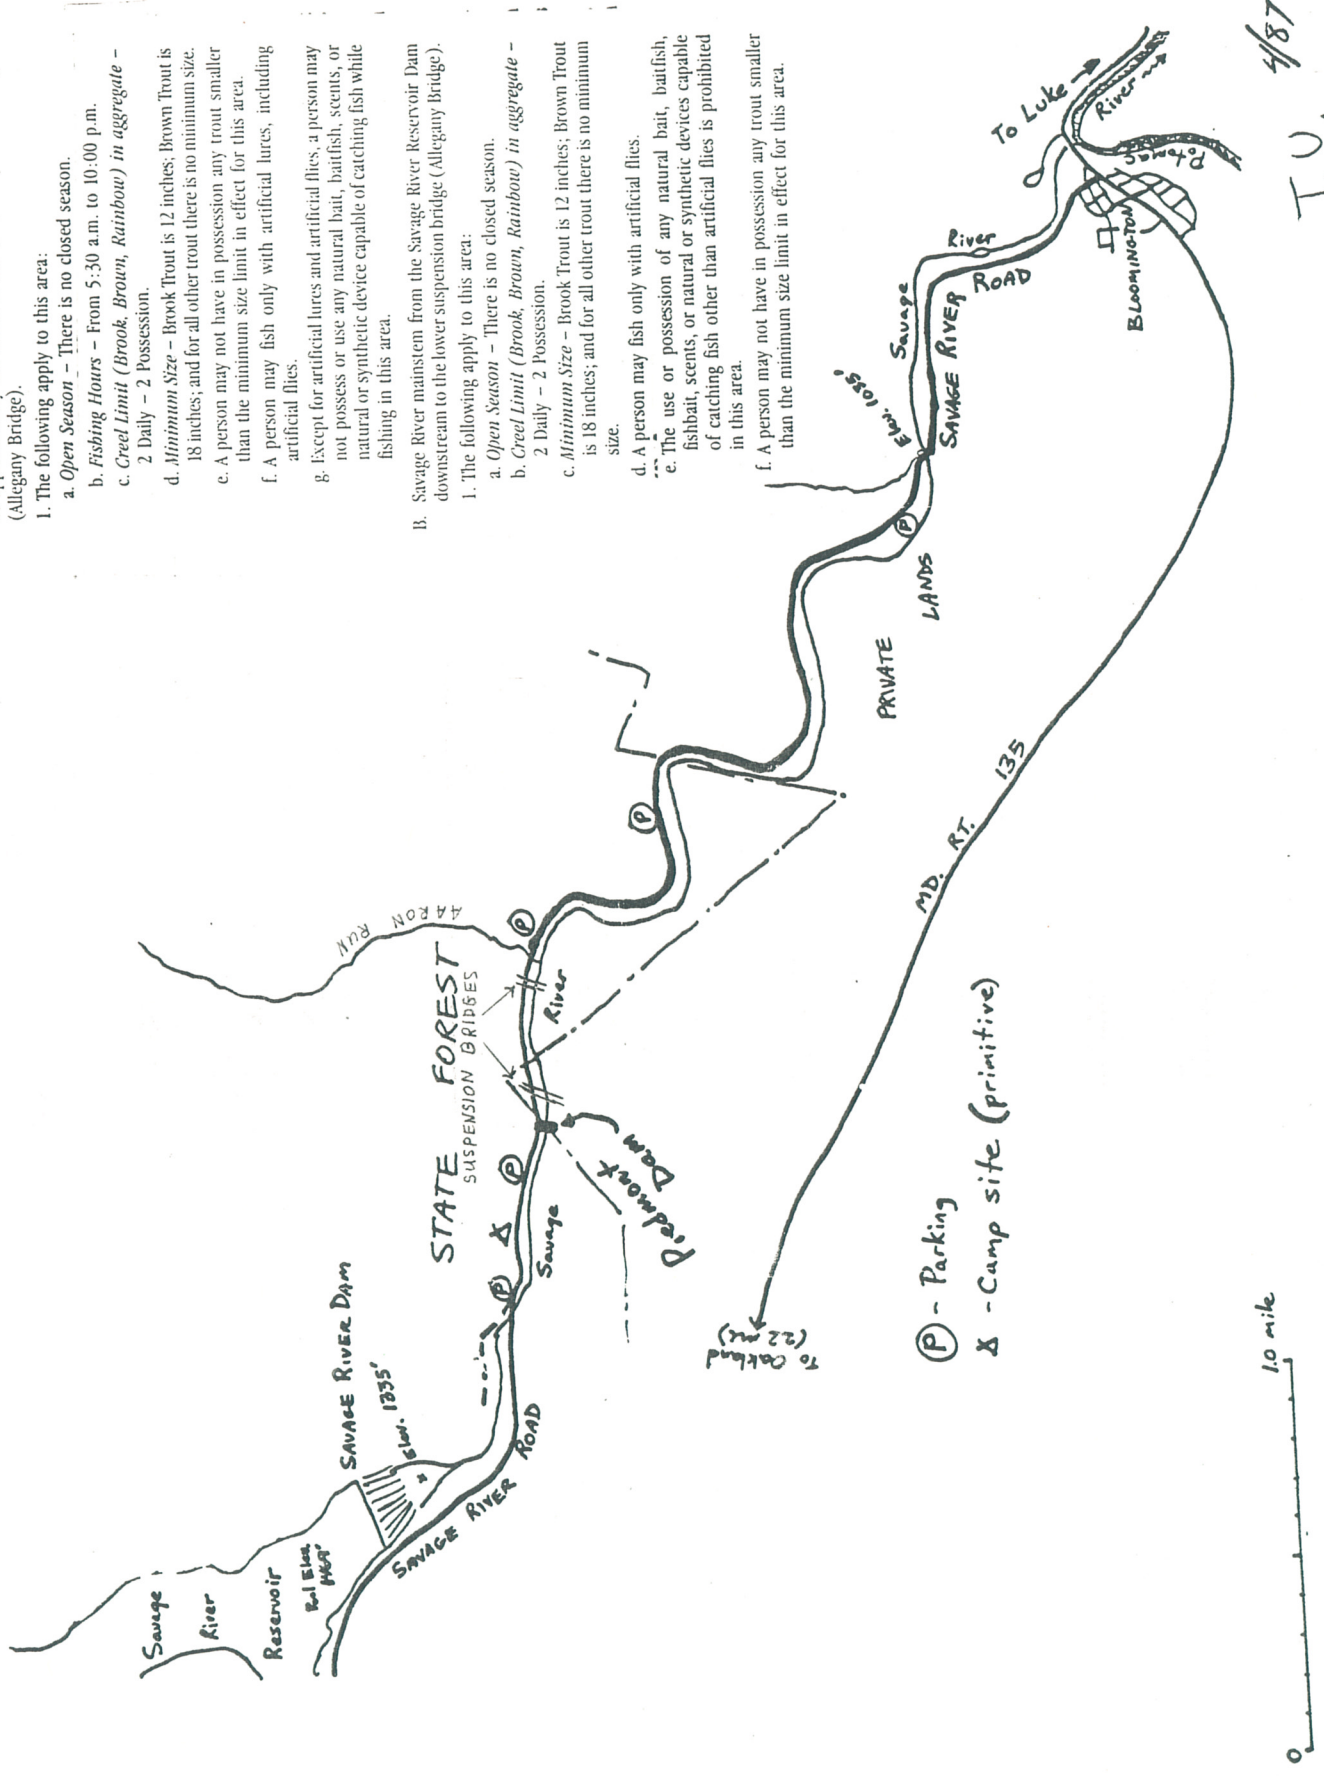 (Allegany Bridge).
1. The following apply to this area:
a. Open Season – There is no closed season.
b. Fishing Hours – From 5:30 a.m. to 10:00 p.m.
c. Creel Limit (Brook, Brown, Rainbow) in aggregate –
2 Daily – 2 Possession.
d. Minimum Size – Brook Trout is 12 inches; Brown Trout is
18 inches; and for all other trout there is no minimum size.
e. A person may not have in possession any trout smaller
than the minimum size limit in effect for this area.
f. A person may fish only with artificial lures, including
artificial flies.
g. Except for artificial lures and artificial flies, a person may
not possess or use any natural bait, baitfish, scents, or
natural or synthetic device capable of catching fish while
fishing in this area.
B. Savage River mainstem from the Savage River Reservoir Dam
downstream to the lower suspension bridge (Allegany Bridge).
1. The following apply to this area:
a. Open Season – There is no closed season.
b. Creel Limit (Brook, Brown, Rainbow) in aggregate –
2 Daily – 2 Possession.
c. Minimum Size – Brook Trout is 12 inches; Brown Trout
is 18 inches; and for all other trout there is no minimum
size.
d. A person may fish only with artificial flies.
e. The use or possession of any natural bait, baitfish,
fishbait, scents, or natural or synthetic devices capable
of catching fish other than artificial flies is prohibited
in this area.
f. A person may not have in possession any trout smaller
than the minimum size limit in effect for this area.
Savage
River
Reservoir
Pool Elev.
SAVAGE RIVER DAM
Elev. 1335'
SAVAGE RIVER ROAD
STATE FOREST
SUSPENSION BRIDGES
AARON RUN
P
P
P
P
P
Savage
River
Piedmont
Dam
PRIVATE
LANDS
Elev. 1035'
Savage
River
SAVAGE RIVER
ROAD
To LUKE
River
Potomac
BLOOMINGTON
MD. RT. 135
To Oakland
(22 mi)
P - Parking
- Camp site (primitive)
0
1.0 mile
4/87
T.U.